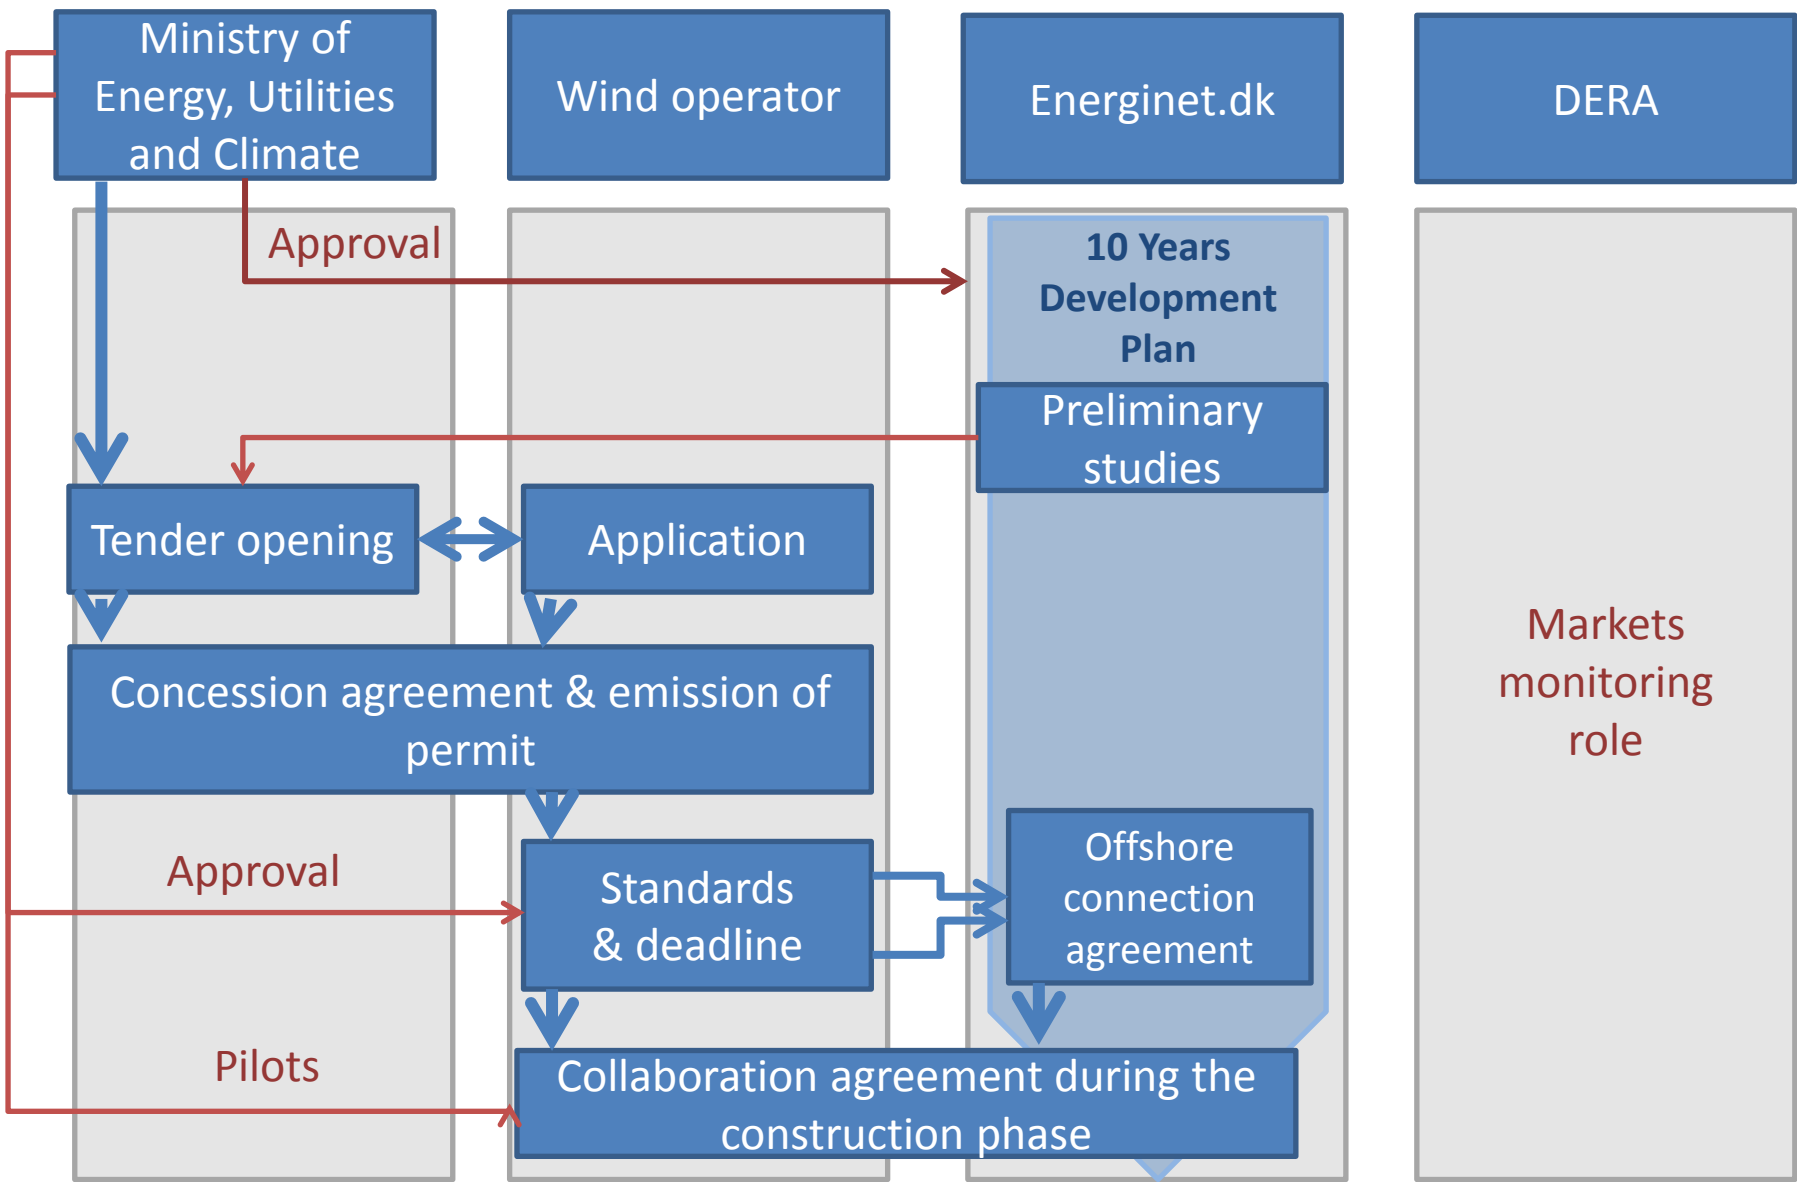 Ministry of
Energy, Utilities
and Climate
Wind operator
Energinet.dk
DERA
Approval
10 Years
Development
Plan
Preliminary
studies
Tender opening
Application
Concession agreement & emission of
permit
Markets
monitoring
role
Approval
Standards
& deadline
Offshore
connection
agreement
Pilots
Collaboration agreement during the
construction phase